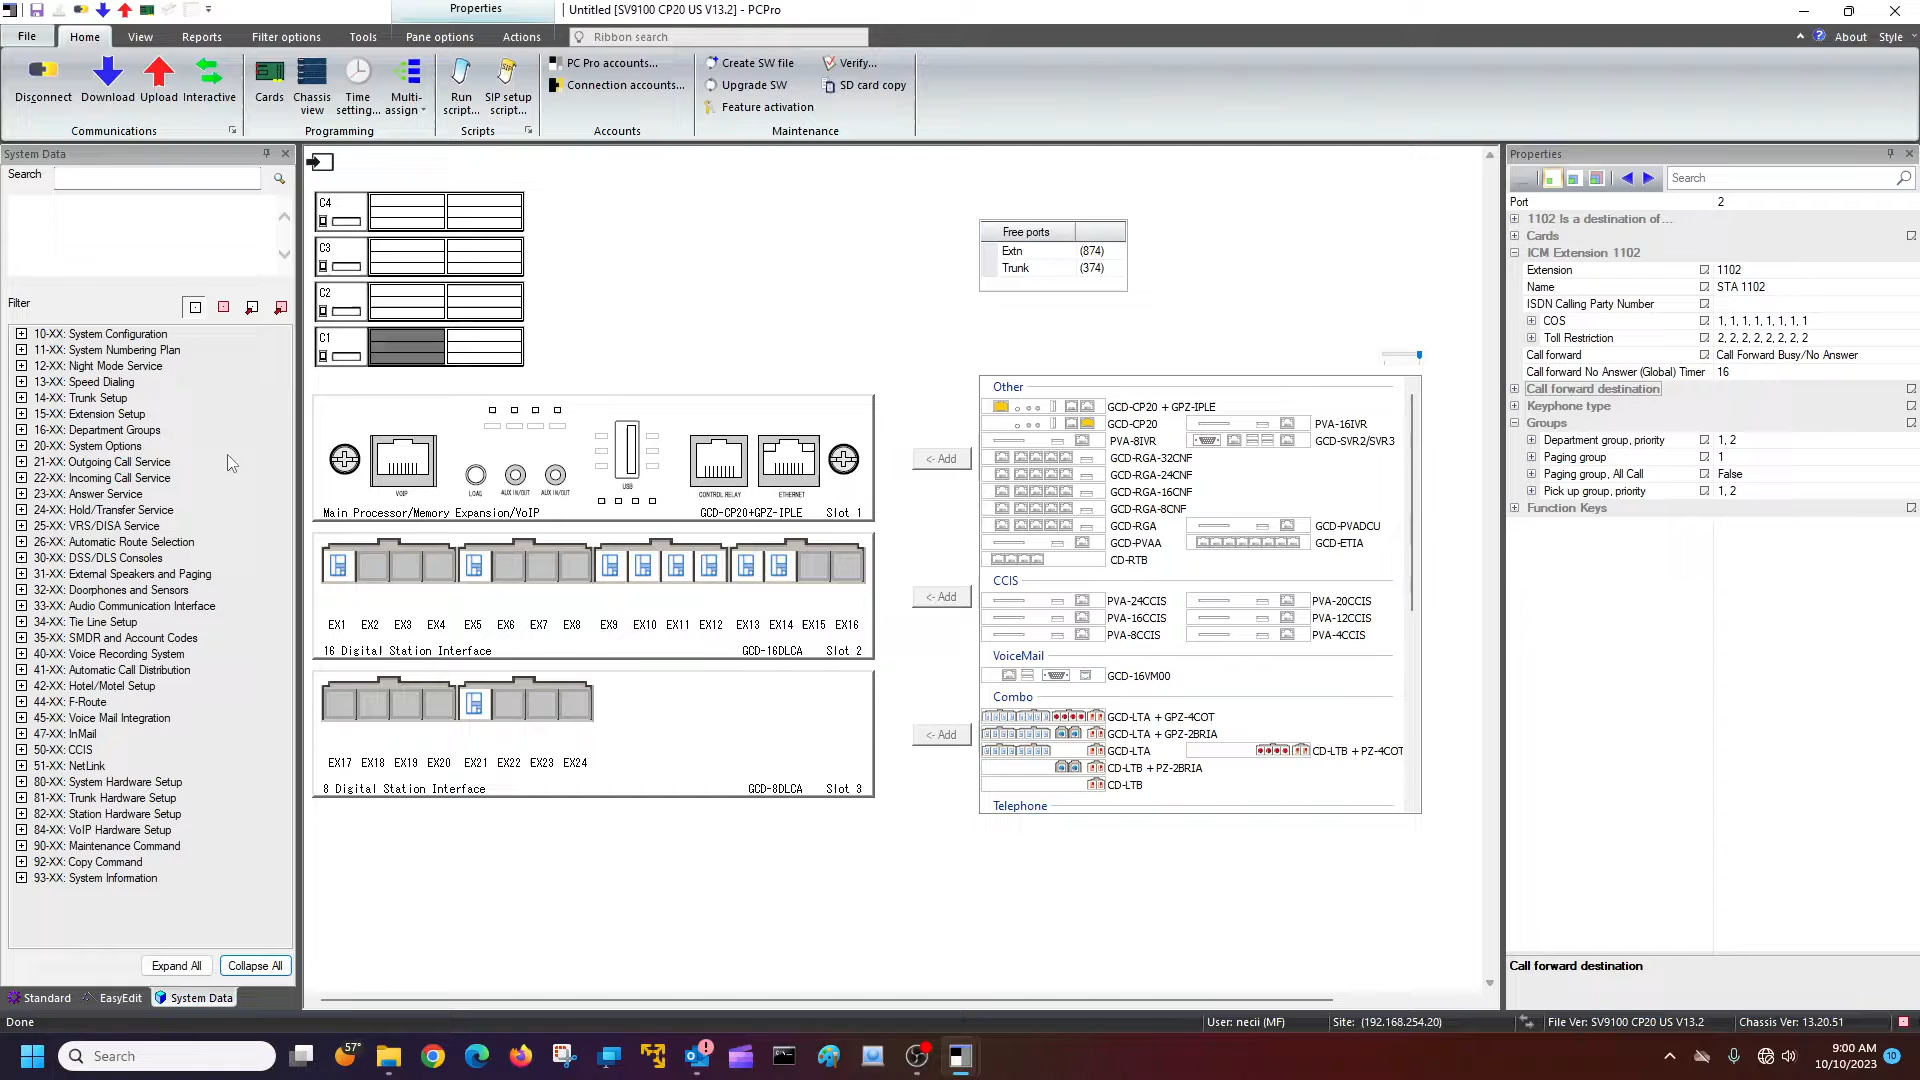 Properties
Untitled [SV9100 CP20 US V13.2] - PCPro
File
Home
View
Reports
Filter options
Tools
Pane options
Actions
Ribbon search
About
Style
Disconnect
Download
Upload
Interactive
Communications
Cards
Chassis view
Time setting...
Multi-assign
Programming
Run script...
SIP setup script...
Scripts
PC Pro accounts...
Connection accounts...
Accounts
Create SW file
Upgrade SW
Feature activation
Verify...
SD card copy
Maintenance
System Data
Search
Filter
10-XX: System Configuration
11-XX: System Numbering Plan
12-XX: Night Mode Service
13-XX: Speed Dialing
14-XX: Trunk Setup
15-XX: Extension Setup
16-XX: Department Groups
20-XX: System Options
21-XX: Outgoing Call Service
22-XX: Incoming Call Service
23-XX: Answer Service
24-XX: Hold/Transfer Service
25-XX: VRS/DISA Service
26-XX: Automatic Route Selection
30-XX: DSS/DLS Consoles
31-XX: External Speakers and Paging
32-XX: Doorphones and Sensors
33-XX: Audio Communication Interface
34-XX: Tie Line Setup
35-XX: SMDR and Account Codes
40-XX: Voice Recording System
41-XX: Automatic Call Distribution
42-XX: Hotel/Motel Setup
44-XX: F-Route
45-XX: Voice Mail Integration
47-XX: InMail
50-XX: CCIS
51-XX: NetLink
80-XX: System Hardware Setup
81-XX: Trunk Hardware Setup
82-XX: Station Hardware Setup
84-XX: VoIP Hardware Setup
90-XX: Maintenance Command
92-XX: Copy Command
93-XX: System Information
Expand All
Collapse All
Standard
EasyEdit
System Data
C4
C3
C2
C1
Free ports
Extn (874)
Trunk (374)
VOIP
LOAD
AUX IN/OUT
AUX IN/OUT
USB
CONTROL RELAY
ETHERNET
Main Processor/Memory Expansion/VoIP GCD-CP20+GPZ-IPLE Slot 1
EX1 EX2 EX3 EX4 EX5 EX6 EX7 EX8 EX9 EX10 EX11 EX12 EX13 EX14 EX15 EX16
16 Digital Station Interface GCD-16DLCA Slot 2
EX17 EX18 EX19 EX20 EX21 EX22 EX23 EX24
8 Digital Station Interface GCD-8DLCA Slot 3
<- Add
<- Add
<- Add
Other
GCD-CP20 + GPZ-IPLE
GCD-CP20 PVA-16IVR
PVA-8IVR GCD-SVR2/SVR3
GCD-RGA-32CNF
GCD-RGA-24CNF
GCD-RGA-16CNF
GCD-RGA-8CNF
GCD-RGA GCD-PVADCU
GCD-PVAA GCD-ETIA
CD-RTB
CCIS
PVA-24CCIS PVA-20CCIS
PVA-16CCIS PVA-12CCIS
PVA-8CCIS PVA-4CCIS
VoiceMail
GCD-16VM00
Combo
GCD-LTA + GPZ-4COT
GCD-LTA + GPZ-2BRIA
GCD-LTA CD-LTB + PZ-4COT
CD-LTB + PZ-2BRIA
CD-LTB
Telephone
Properties
Search
Port 2
1102 Is a destination of...
Cards
ICM Extension 1102
Extension 1102
Name STA 1102
ISDN Calling Party Number
COS 1, 1, 1, 1, 1, 1, 1, 1
Toll Restriction 2, 2, 2, 2, 2, 2, 2, 2
Call forward Call Forward Busy/No Answer
Call forward No Answer (Global) Timer 16
Call forward destination
Keyphone type
Groups
Department group, priority 1, 2
Paging group 1
Paging group, All Call False
Pick up group, priority 1, 2
Function Keys
Call forward destination
Done
User: necii (MF)
Site: (192.168.254.20)
File Ver: SV9100 CP20 US V13.2
Chassis Ver: 13.20.51
Search
57°
9:00 AM
10/10/2023
10